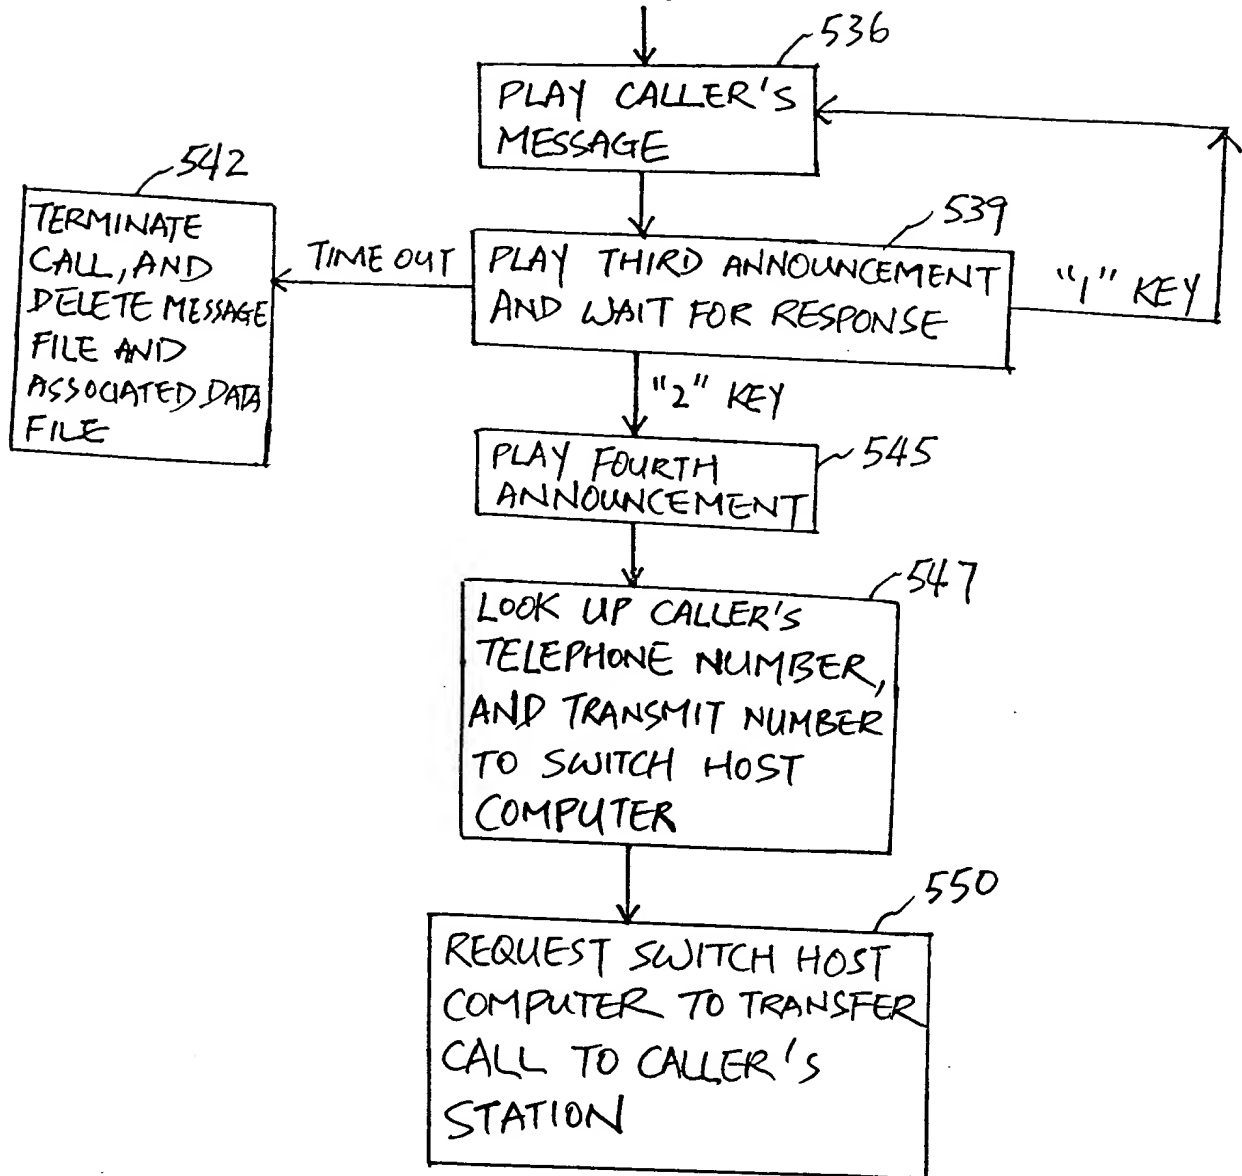 536
PLAY CALLER'S
MESSAGE
542
TERMINATE
CALL, AND
DELETE MESSAGE
FILE AND
ASSOCIATED DATA
FILE
TIME OUT
539
PLAY THIRD ANNOUNCEMENT
AND WAIT FOR RESPONSE
"1" KEY
"2" KEY
545
PLAY FOURTH
ANNOUNCEMENT
547
LOOK UP CALLER'S
TELEPHONE NUMBER,
AND TRANSMIT NUMBER
TO SWITCH HOST
COMPUTER
550
REQUEST SWITCH HOST
COMPUTER TO TRANSFER
CALL TO CALLER'S
STATION